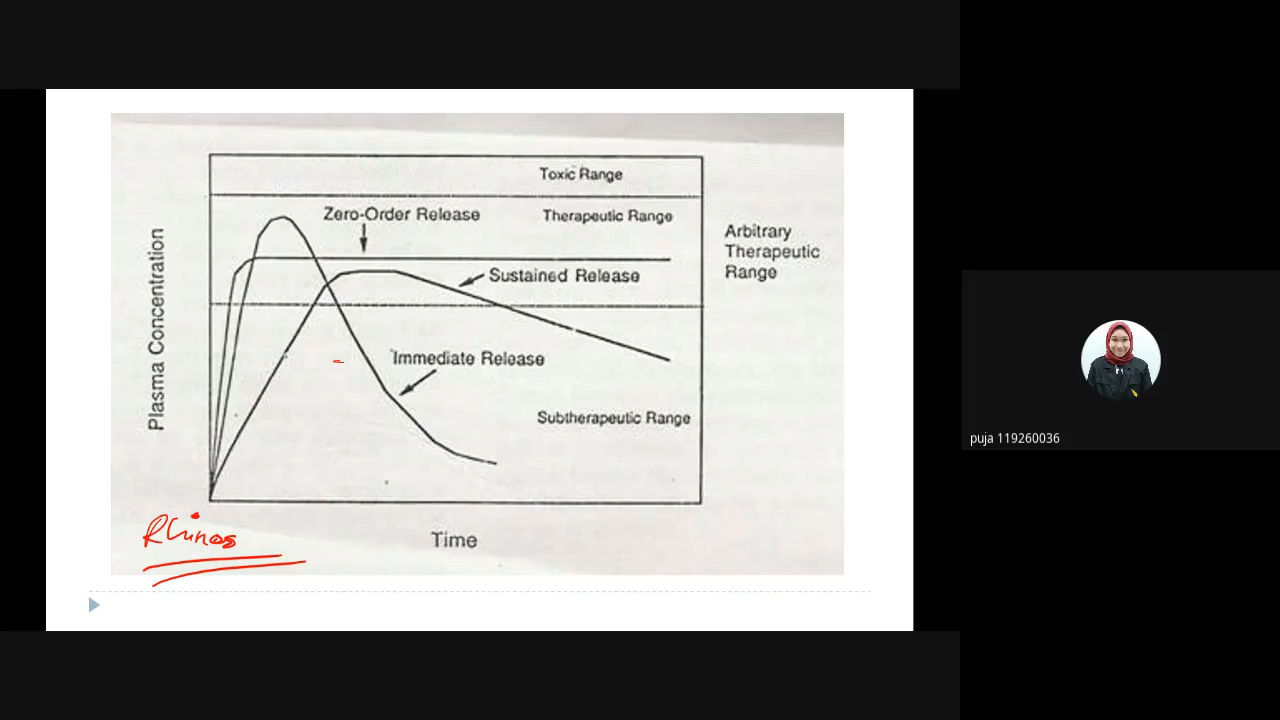 Toxic Range
Zero-Order Release
Therapeutic Range
Arbitrary
Therapeutic
Range
Sustained Release
Plasma Concentration
Immediate Release
Subtherapeutic Range
Rhinos
Time
puja 119260036